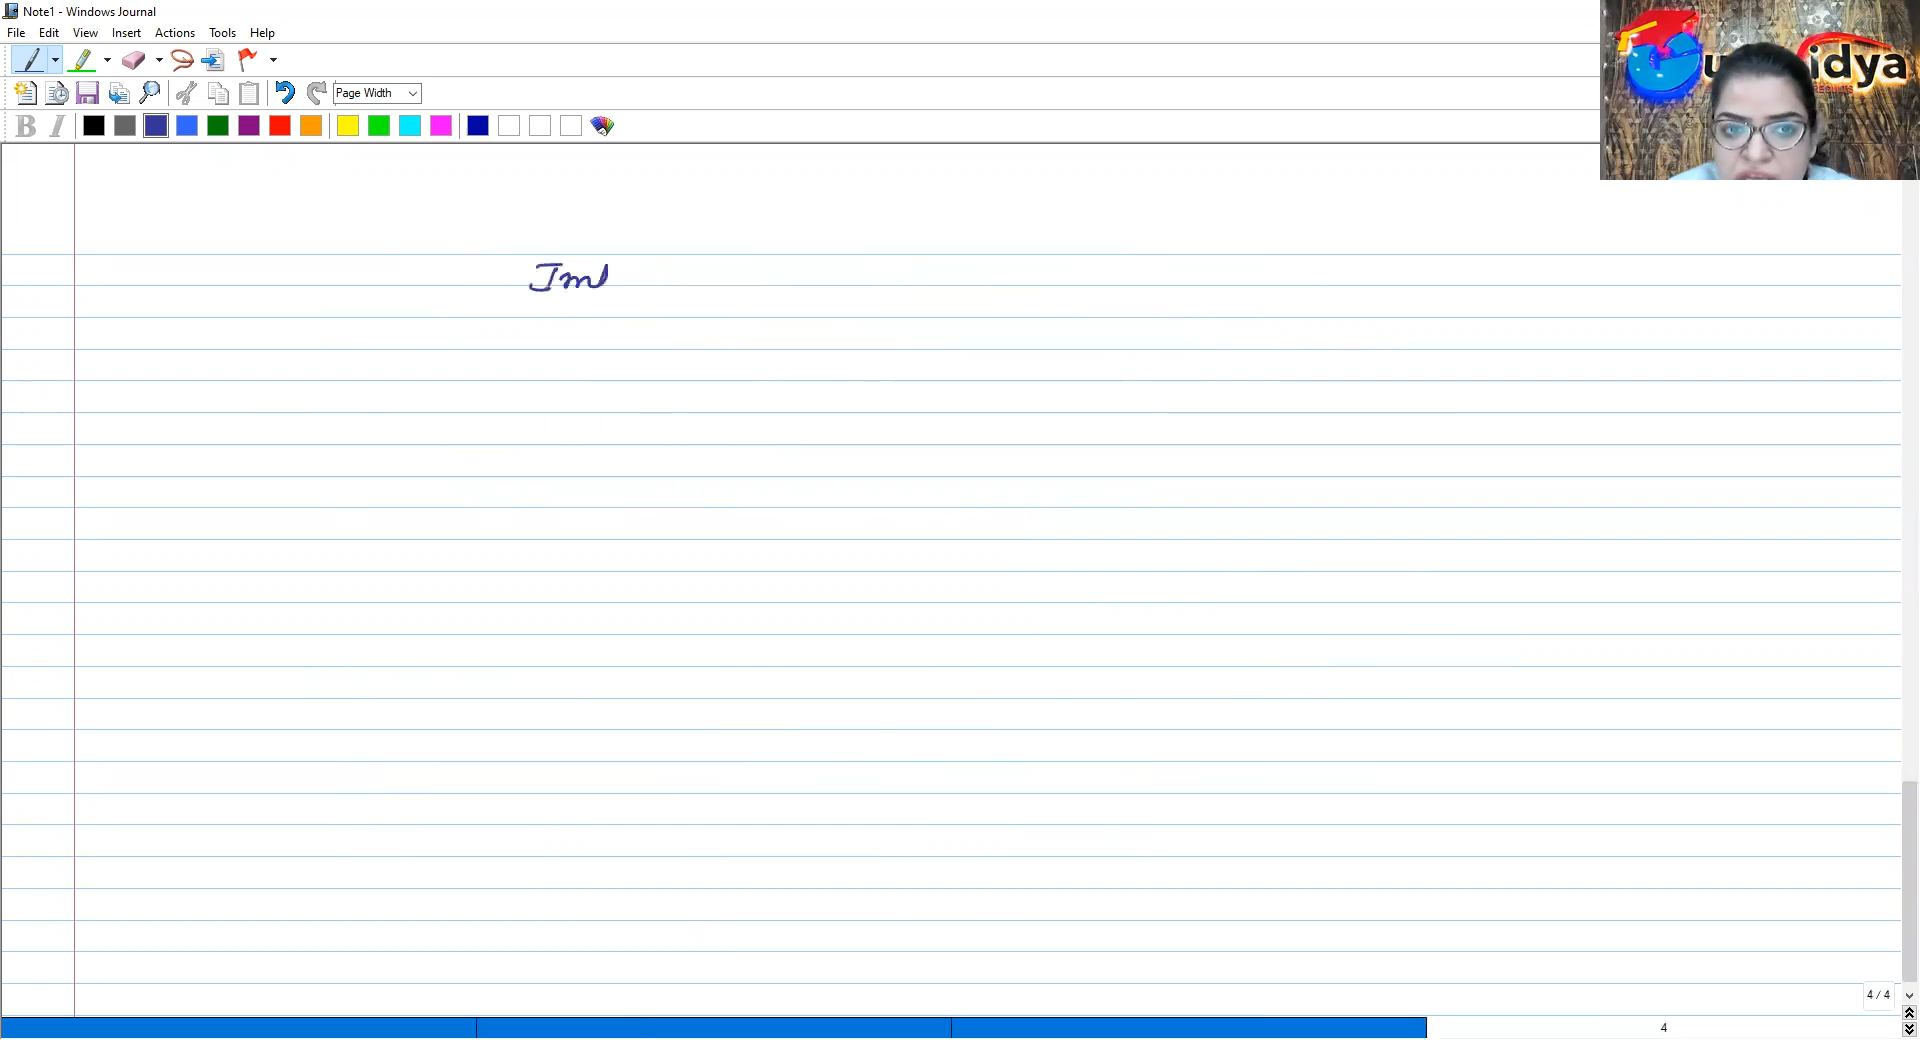 Note1 - Windows Journal
File Edit View Insert Actions Tools Help
Page Width
B I
idya
Iml
4 / 4
4